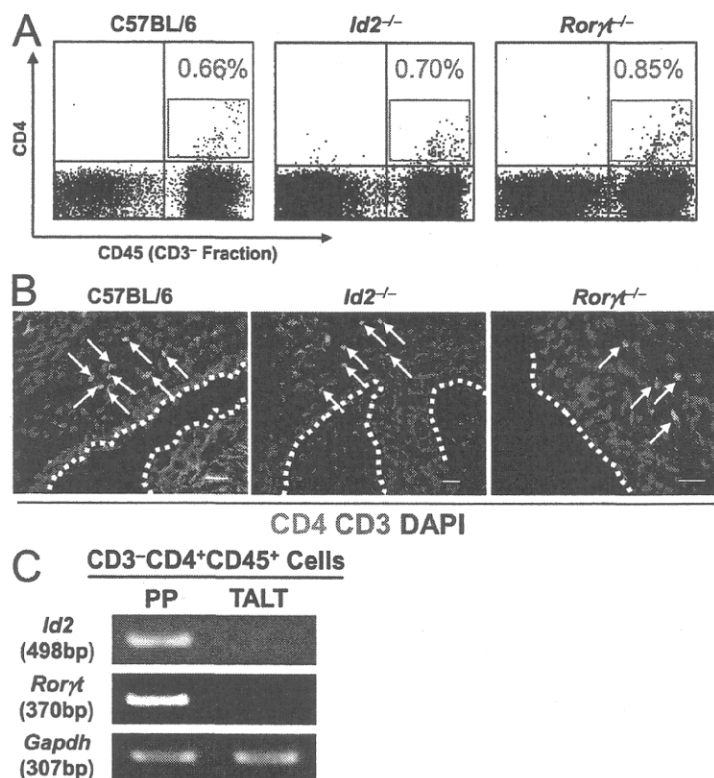 A
C57BL/6
Id2⁻/⁻
Rorγt⁻/⁻
0.66%
0.70%
0.85%
CD4
CD45 (CD3⁻ Fraction)
B
C57BL/6
Id2⁻/⁻
Rorγt⁻/⁻
CD4 CD3 DAPI
C
CD3⁻CD4⁺CD45⁺ Cells
PP
TALT
Id2
(498bp)
Rorγt
(370bp)
Gapdh
(307bp)